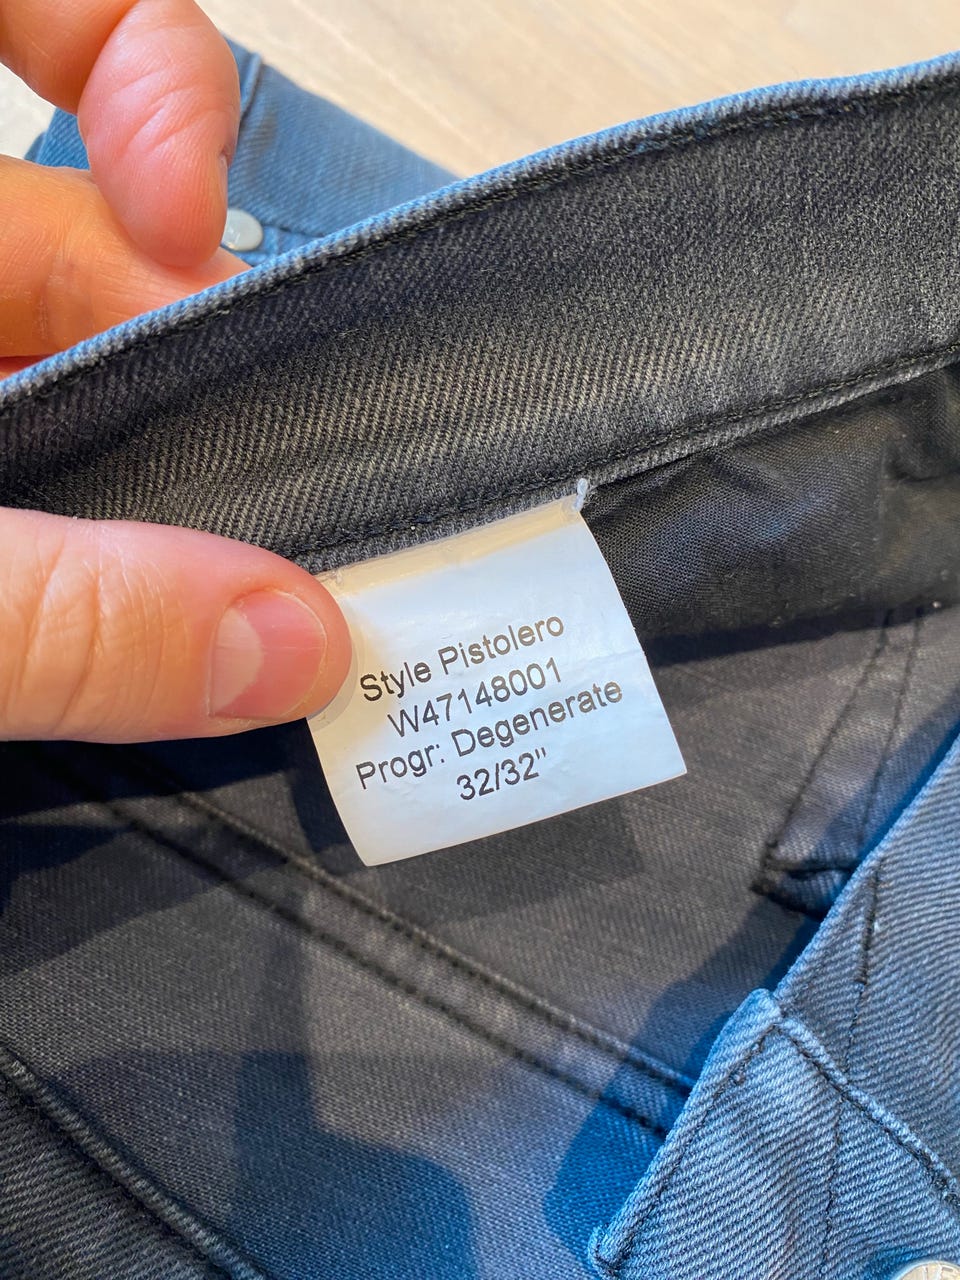 Style Pistolero
W47148001
Progr: Degenerate
32/32"